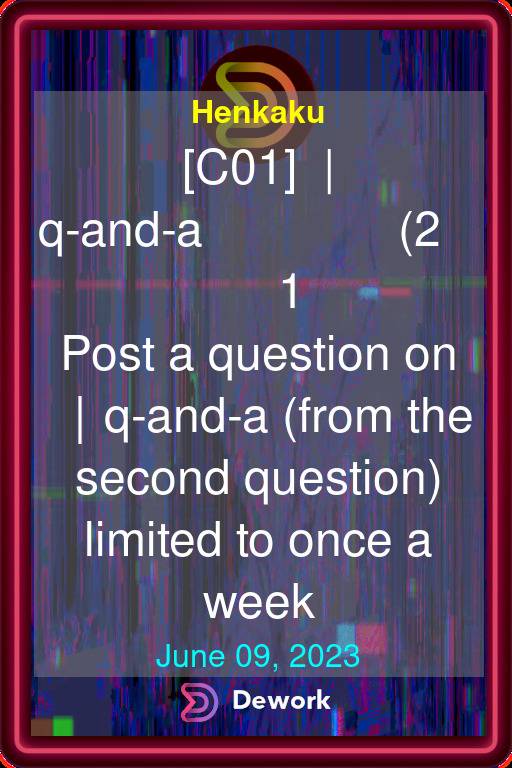 Henkaku
[C01] |
q-and-a (2
1
Post a question on
| q-and-a (from the
second question)
limited to once a
week
June 09, 2023
Dework